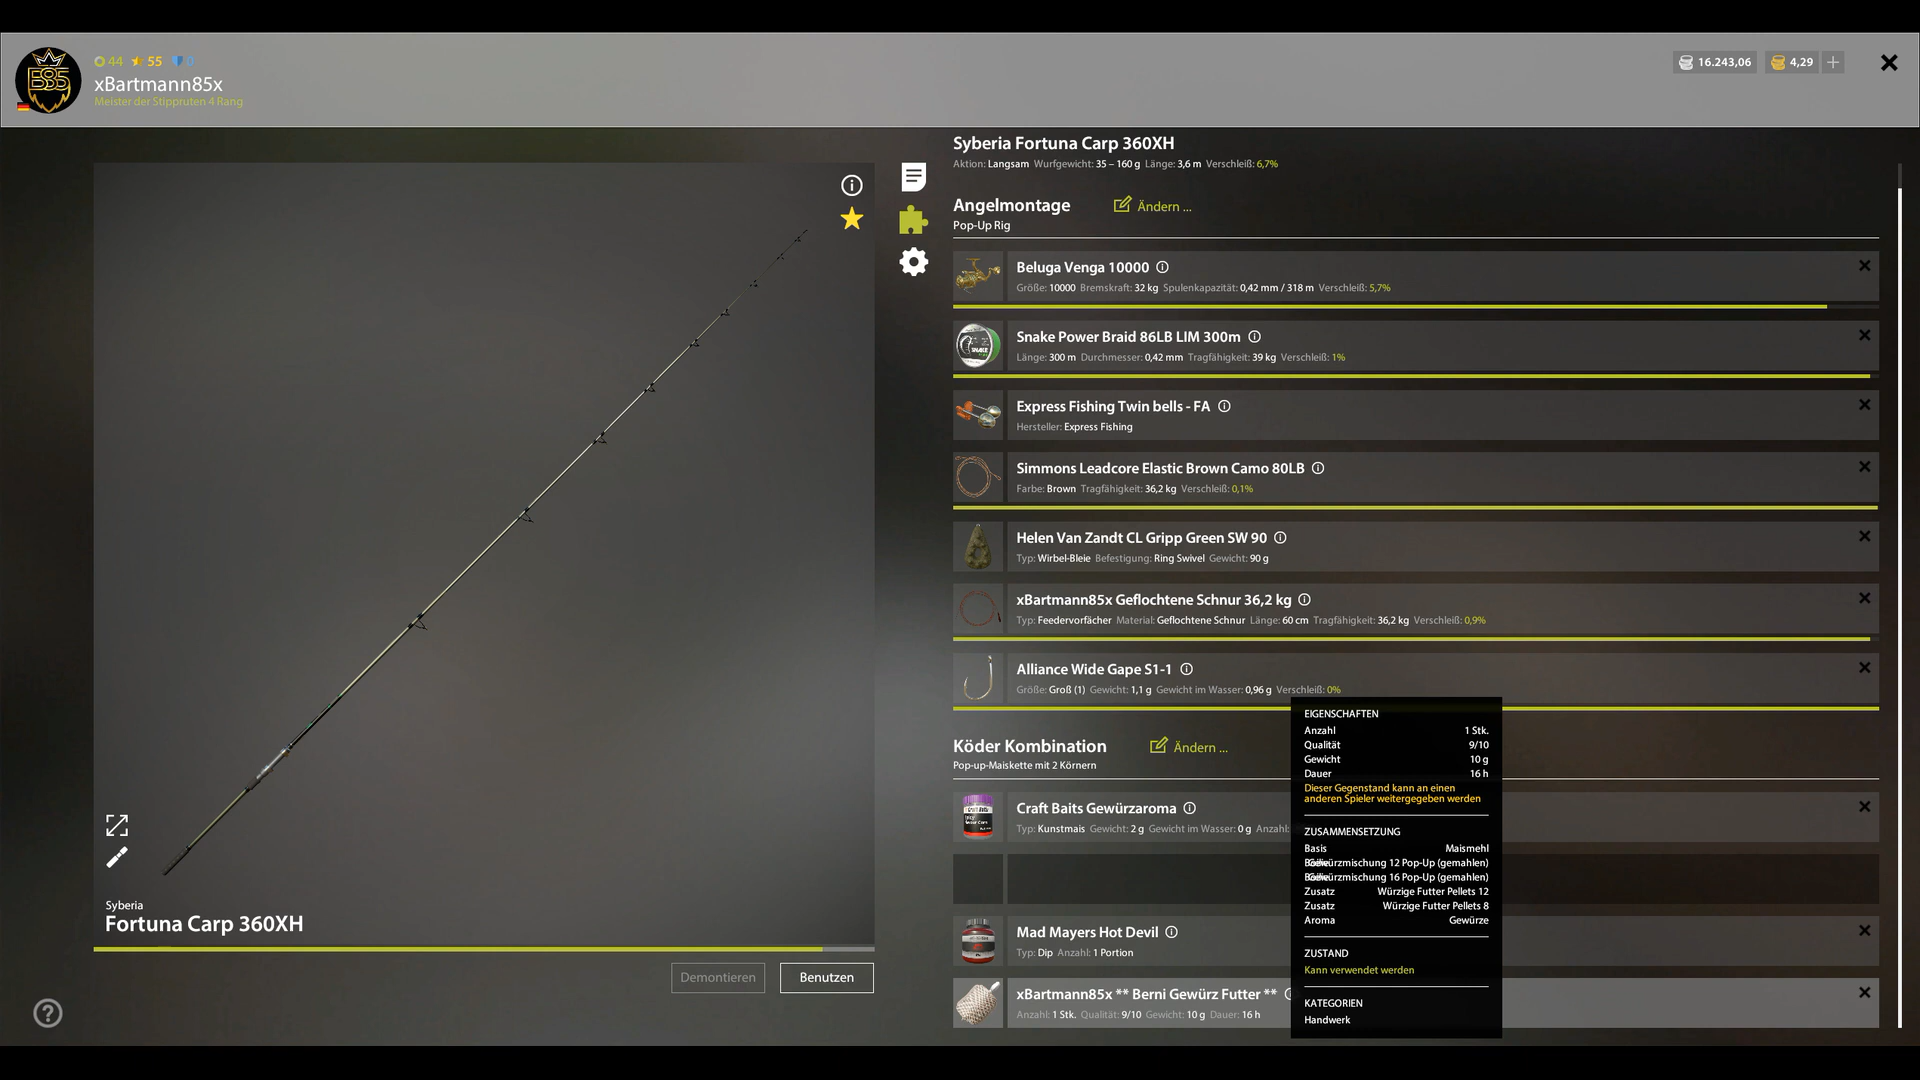 44 55 0
xBartmann85x
Meister der Stippruten 4 Rang
16.243,06 4,29
Syberia Fortuna Carp 360XH
Aktion: Langsam Wurfgewicht: 35 – 160 g Länge: 3,6 m Verschleiß: 6,7%
Angelmontage Ändern ...
Pop-Up Rig
Beluga Venga 10000
Größe: 10000 Bremskraft: 32 kg Spulenkapazität: 0,42 mm / 318 m Verschleiß: 5,7%
Snake Power Braid 86LB LIM 300m
Länge: 300 m Durchmesser: 0,42 mm Tragfähigkeit: 39 kg Verschleiß: 1%
Express Fishing Twin bells - FA
Hersteller: Express Fishing
Simmons Leadcore Elastic Brown Camo 80LB
Farbe: Brown Tragfähigkeit: 36,2 kg Verschleiß: 0,1%
Helen Van Zandt CL Gripp Green SW 90
Typ: Wirbel-Bleie Befestigung: Ring Swivel Gewicht: 90 g
xBartmann85x Geflochtene Schnur 36,2 kg
Typ: Feedervorfächer Material: Geflochtene Schnur Länge: 60 cm Tragfähigkeit: 36,2 kg Verschleiß: 0,9%
Alliance Wide Gape S1-1
Größe: Groß (1) Gewicht: 1,1 g Gewicht im Wasser: 0,96 g Verschleiß: 0%
Köder Kombination Ändern ...
Pop-up-Maiskette mit 2 Körnern
Craft Baits Gewürzaroma
Typ: Kunstmais Gewicht: 2 g Gewicht im Wasser: 0 g Anzahl:
Mad Mayers Hot Devil
Typ: Dip Anzahl: 1 Portion
xBartmann85x ** Berni Gewürz Futter **
Anzahl: 1 Stk. Qualität: 9/10 Gewicht: 10 g Dauer: 16 h
EIGENSCHAFTEN
Anzahl 1 Stk.
Qualität 9/10
Gewicht 10 g
Dauer 16 h
Dieser Gegenstand kann an einen
anderen Spieler weitergegeben werden
ZUSAMMENSETZUNG
Basis Maismehl
Gewürzmischung 12 Pop-Up (gemahlen)
Gewürzmischung 16 Pop-Up (gemahlen)
Zusatz Würzige Futter Pellets 12
Zusatz Würzige Futter Pellets 8
Aroma Gewürze
ZUSTAND
Kann verwendet werden
KATEGORIEN
Handwerk
Syberia
Fortuna Carp 360XH
Demontieren Benutzen